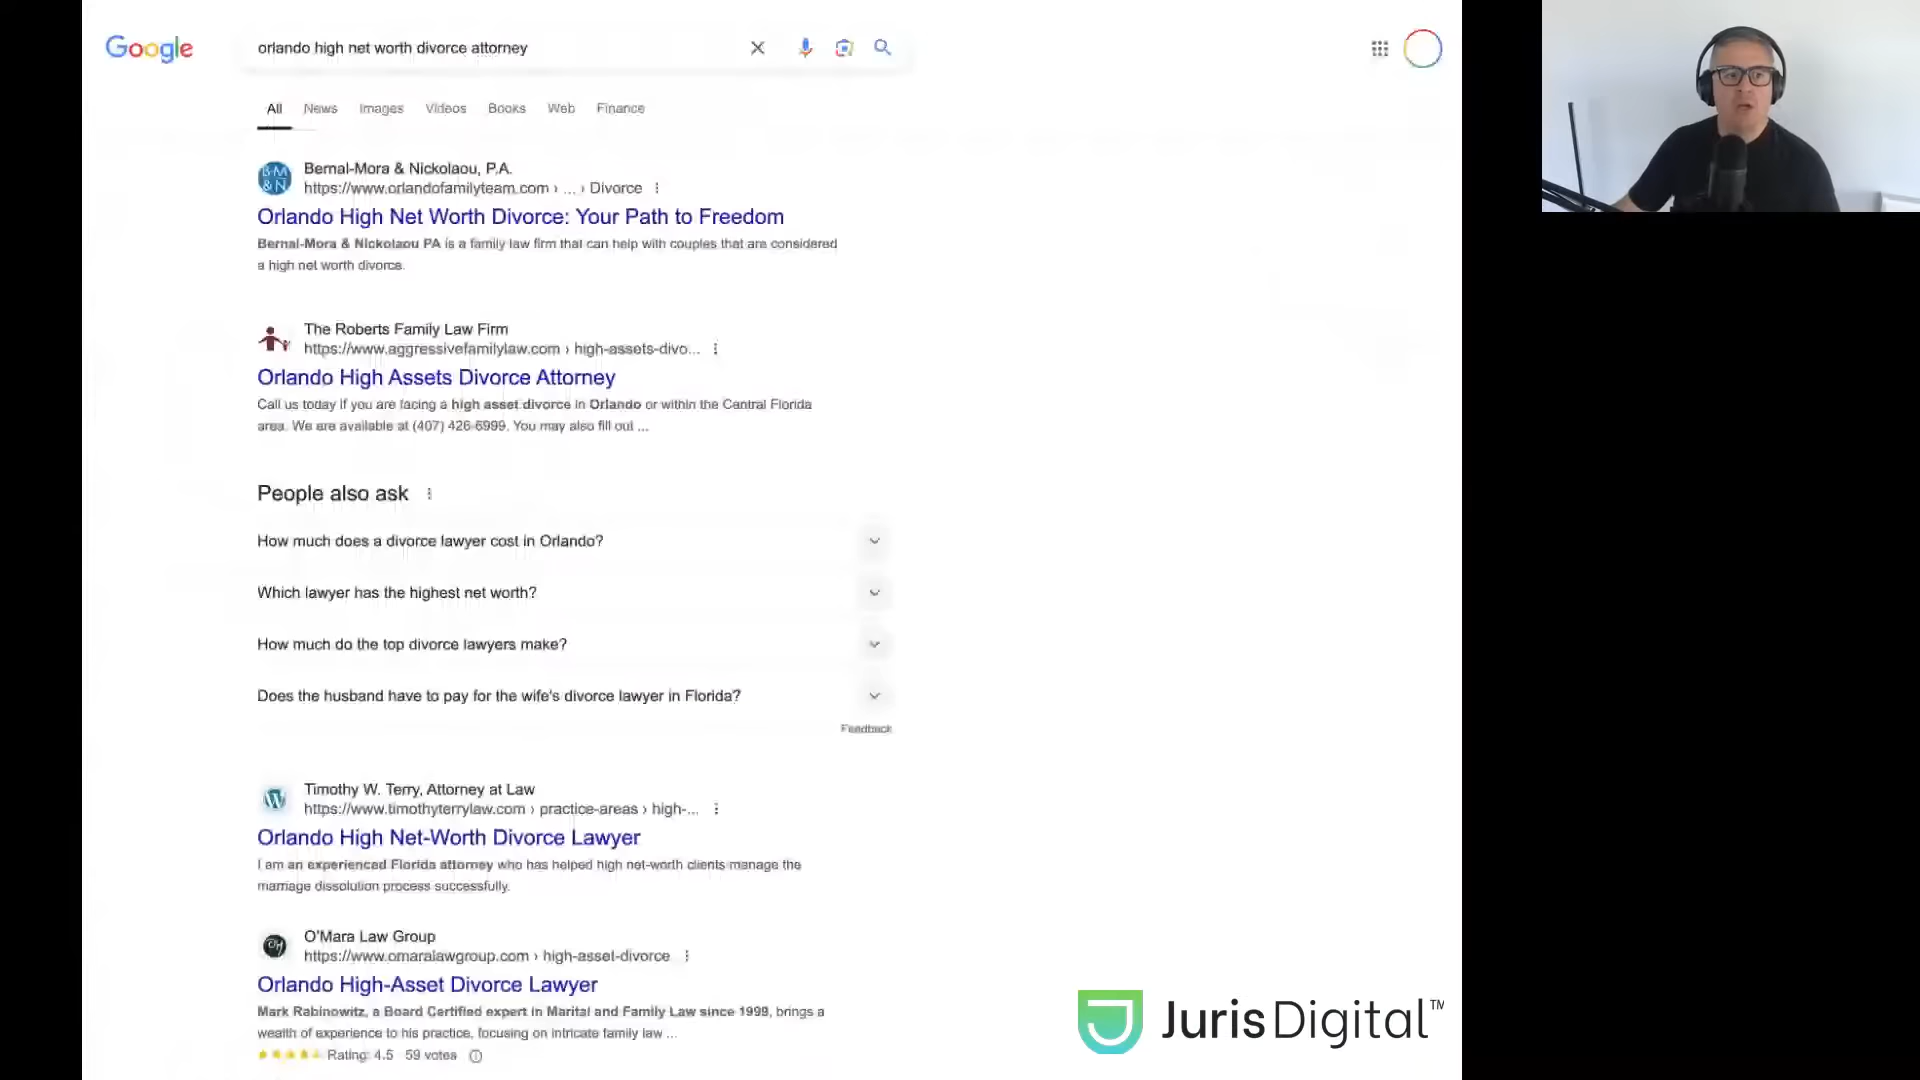 Google
orlando high net worth divorce attorney
All News Images Videos Books Web Finance
Bernal-Mora & Nickolaou, P.A.
https://www.orlandofamilyteam.com › ... › Divorce
Orlando High Net Worth Divorce: Your Path to Freedom
Bernal-Mora & Nickolaou PA is a family law firm that can help with couples that are considered
a high net worth divorce.
The Roberts Family Law Firm
https://www.aggressivefamilylaw.com › high-assets-divo...
Orlando High Assets Divorce Attorney
Call us today if you are facing a high asset divorce in Orlando or within the Central Florida
area. We are available at (407) 426-6999. You may also fill out ...
People also ask
How much does a divorce lawyer cost in Orlando?
Which lawyer has the highest net worth?
How much do the top divorce lawyers make?
Does the husband have to pay for the wife's divorce lawyer in Florida?
Feedback
Timothy W. Terry, Attorney at Law
https://www.timothyterrylaw.com › practice-areas › high-...
Orlando High Net-Worth Divorce Lawyer
I am an experienced Florida attorney who has helped high net-worth clients manage the
marriage dissolution process successfully.
O'Mara Law Group
https://www.omaralawgroup.com › high-asset-divorce
Orlando High-Asset Divorce Lawyer
Mark Rabinowitz, a Board Certified expert in Marital and Family Law since 1999, brings a
wealth of experience to his practice, focusing on intricate family law ...
Rating: 4.5 59 votes
Juris Digital™